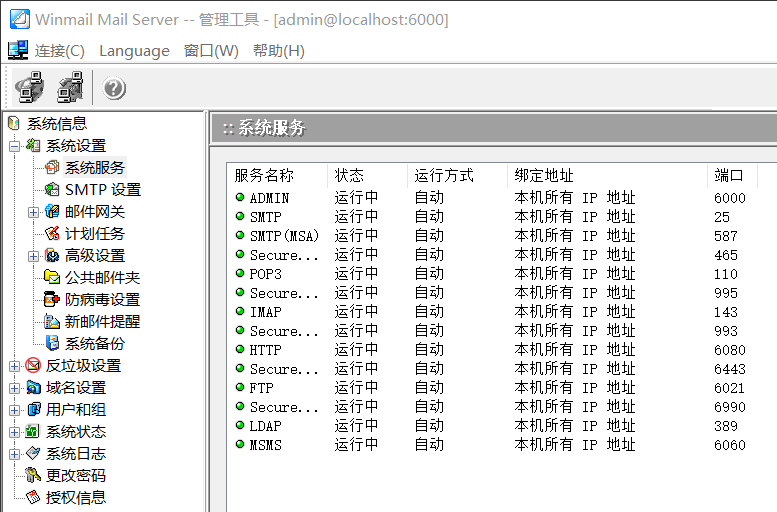 Winmail Mail Server -- 管理工具 - [admin@localhost:6000]
连接(C) Language 窗口(W) 帮助(H)
系统信息
系统设置
系统服务
SMTP 设置
邮件网关
计划任务
高级设置
公共邮件夹
防病毒设置
新邮件提醒
系统备份
反垃圾设置
域名设置
用户和组
系统状态
系统日志
更改密码
授权信息
:: 系统服务
服务名称 状态 运行方式 绑定地址 端口
ADMIN 运行中 自动 本机所有 IP 地址 6000
SMTP 运行中 自动 本机所有 IP 地址 25
SMTP(MSA) 运行中 自动 本机所有 IP 地址 587
Secure... 运行中 自动 本机所有 IP 地址 465
POP3 运行中 自动 本机所有 IP 地址 110
Secure... 运行中 自动 本机所有 IP 地址 995
IMAP 运行中 自动 本机所有 IP 地址 143
Secure... 运行中 自动 本机所有 IP 地址 993
HTTP 运行中 自动 本机所有 IP 地址 6080
Secure... 运行中 自动 本机所有 IP 地址 6443
FTP 运行中 自动 本机所有 IP 地址 6021
Secure... 运行中 自动 本机所有 IP 地址 6990
LDAP 运行中 自动 本机所有 IP 地址 389
MSMS 运行中 自动 本机所有 IP 地址 6060